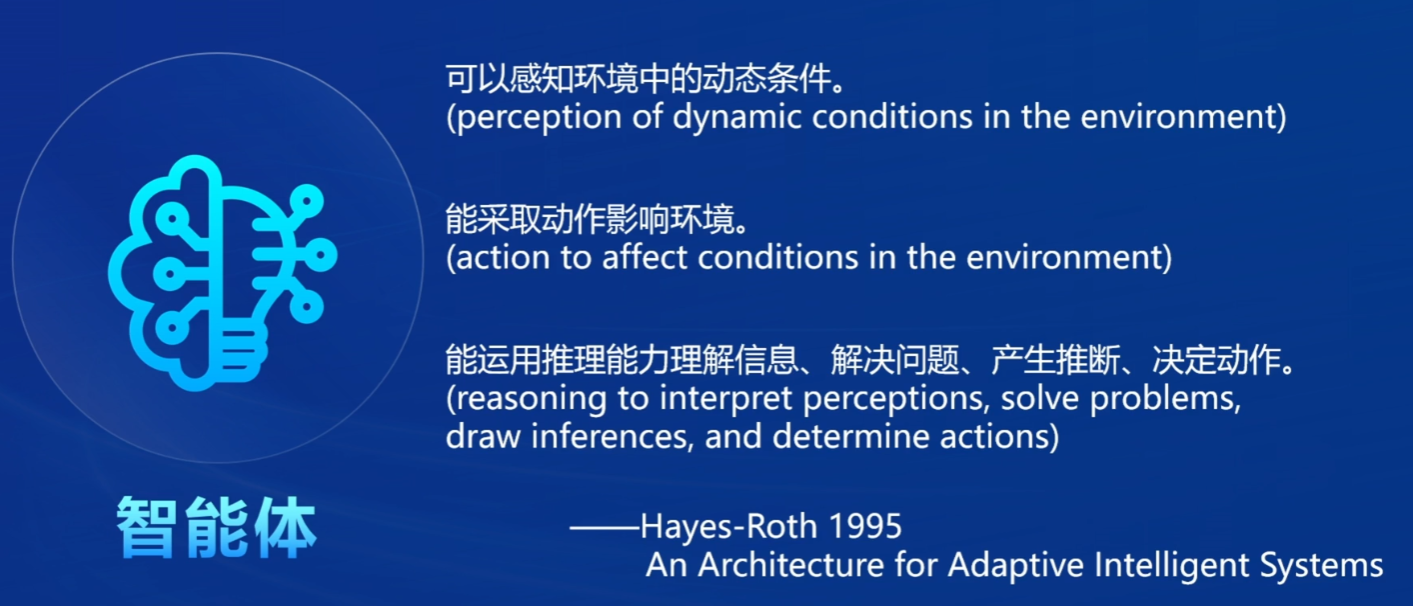 可以感知环境中的动态条件。
(perception of dynamic conditions in the environment)
能采取动作影响环境。
(action to affect conditions in the environment)
能运用推理能力理解信息、解决问题、产生推断、决定动作。
(reasoning to interpret perceptions, solve problems,
draw inferences, and determine actions)
智能体
——Hayes-Roth 1995
An Architecture for Adaptive Intelligent Systems